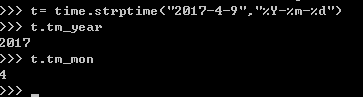 >>> t= time.strptime("2017-4-9","%Y-%m-%d")
>>> t.tm_year
2017
>>> t.tm_mon
4
>>>